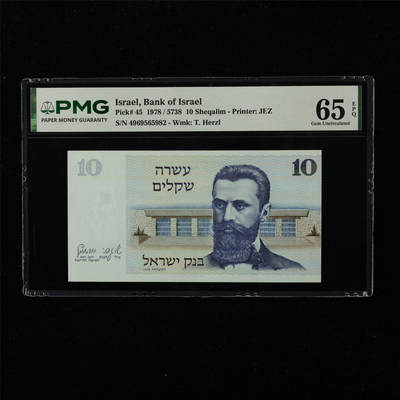 PMG
PAPER MONEY GUARANTY
Israel, Bank of Israel
Pick# 45 1978 / 5738 10 Sheqalim - Printer: JEZ
S/N 4969565982 - Wmk: T. Herzl
65 EPQ
Gem Uncirculated
10
10
עשרה
שקלים
בנק ישראל